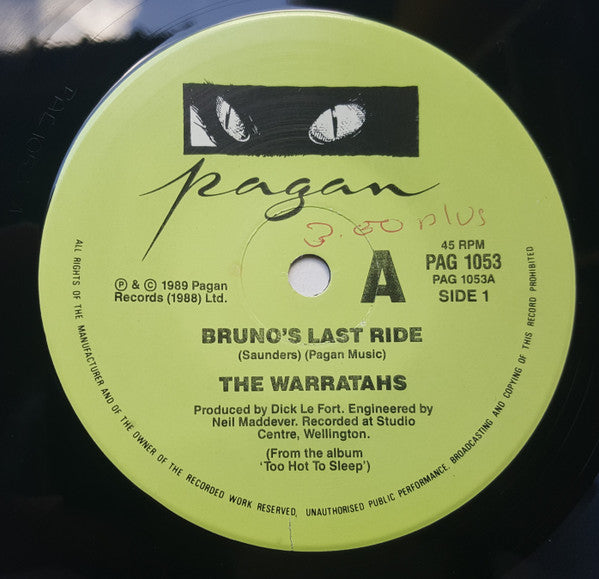 pagan
3.50 plus
45 RPM
PAG 1053
PAG 1053A
SIDE 1
A
Ⓟ & © 1989 Pagan
Records (1988) Ltd.
BRUNO'S LAST RIDE
(Saunders) (Pagan Music)
THE WARRATAHS
Produced by Dick Le Fort. Engineered by
Neil Maddever. Recorded at Studio
Centre, Wellington.
(From the album
'Too Hot To Sleep')
ALL RIGHTS OF THE MANUFACTURER AND OF THE OWNER OF THE RECORDED WORK RESERVED, UNAUTHORISED PUBLIC PERFORMANCE, BROADCASTING AND COPYING OF THIS RECORD PROHIBITED